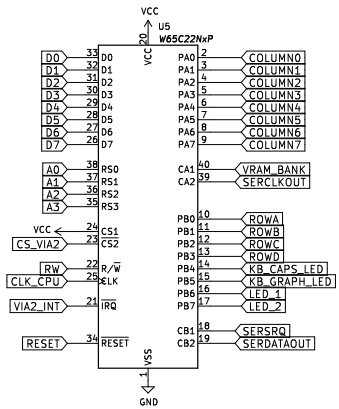 VCC
U5
W65C22NxP
20
VCC
D0 33 D0 PA0 2 COLUMN0
D1 32 D1 PA1 3 COLUMN1
D2 31 D2 PA2 4 COLUMN2
D3 30 D3 PA3 5 COLUMN3
D4 29 D4 PA4 6 COLUMN4
D5 28 D5 PA5 7 COLUMN5
D6 27 D6 PA6 8 COLUMN6
D7 26 D7 PA7 9 COLUMN7
A0 38 RS0 CA1 40 VRAM_BANK
A1 37 RS1 CA2 39 SERCLKOUT
A2 36 RS2
A3 35 RS3
PB0 10 ROWA
VCC 24 CS1 PB1 11 ROWB
CS_VIA2 23 CS2 PB2 12 ROWC
PB3 13 ROWD
RW 22 R/W PB4 14 KB_CAPS_LED
CLK_CPU 25 CLK PB5 15 KB_GRAPH_LED
PB6 16 LED_1
VIA2_INT 21 IRQ PB7 17 LED_2
CB1 18 SERSRQ
RESET 34 RESET CB2 19 SERDATAOUT
VSS
1
GND